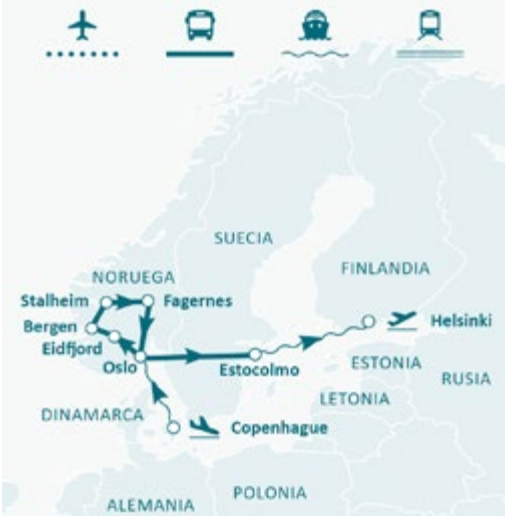 SUECIA
FINLANDIA
NORUEGA
Stalheim
Fagernes
Bergen
Helsinki
Eidfjord
Oslo
Estocolmo
ESTONIA
RUSIA
LETONIA
DINAMARCA
Copenhague
POLONIA
ALEMANIA